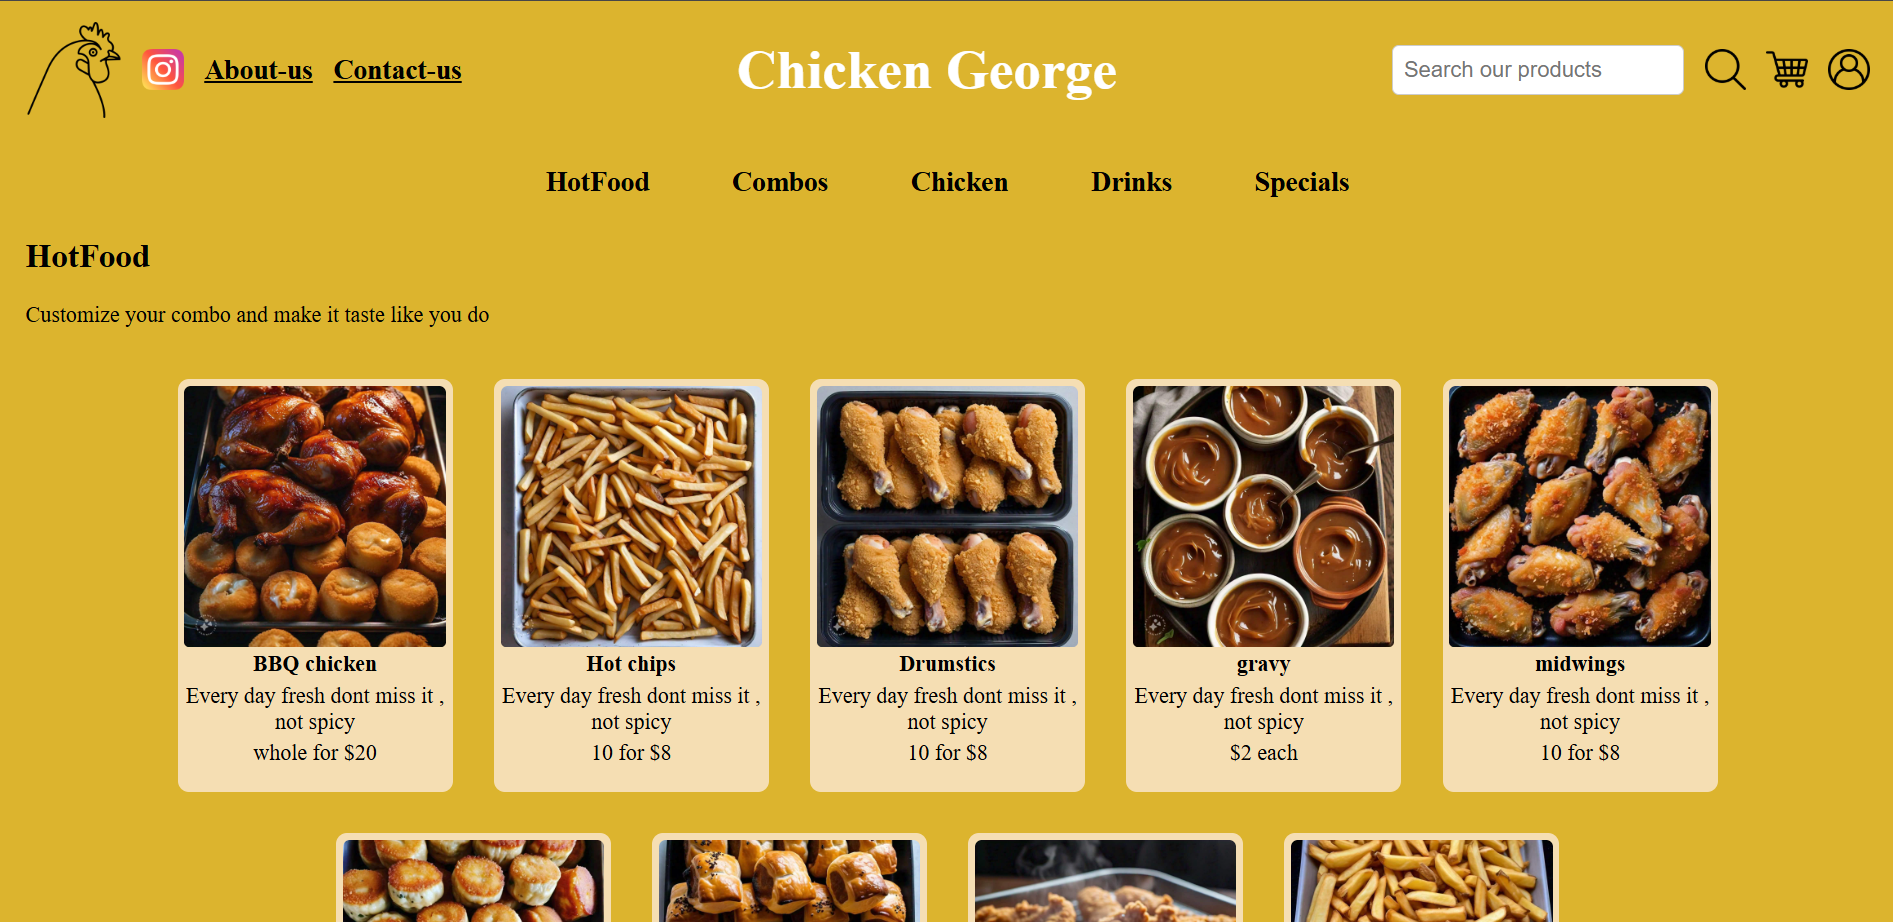 About-us Contact-us
Chicken George
Search our products
HotFood Combos Chicken Drinks Specials
HotFood
Customize your combo and make it taste like you do
BBQ chicken
Every day fresh dont miss it ,
not spicy
whole for $20
Hot chips
Every day fresh dont miss it ,
not spicy
10 for $8
Drumstics
Every day fresh dont miss it ,
not spicy
10 for $8
gravy
Every day fresh dont miss it ,
not spicy
$2 each
midwings
Every day fresh dont miss it ,
not spicy
10 for $8